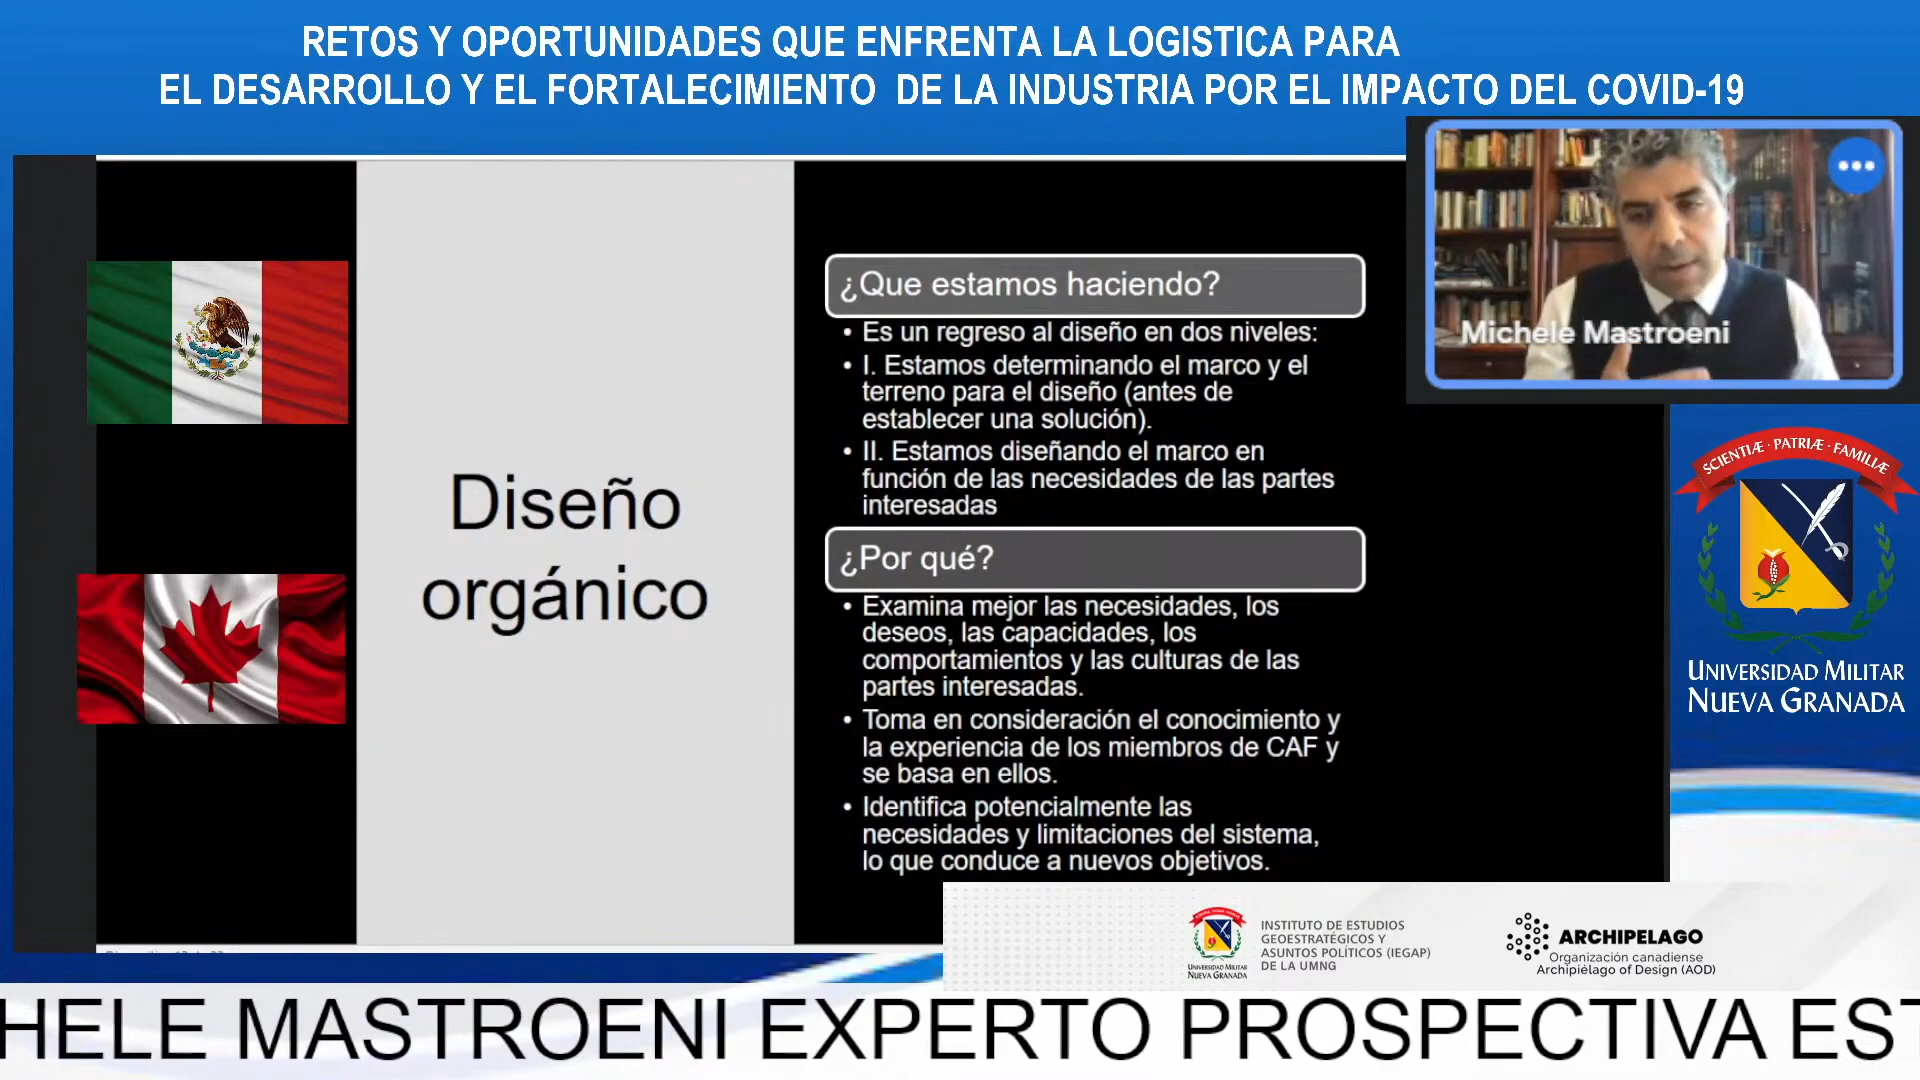 RETOS Y OPORTUNIDADES QUE ENFRENTA LA LOGISTICA PARA
EL DESARROLLO Y EL FORTALECIMIENTO DE LA INDUSTRIA POR EL IMPACTO DEL COVID-19
Michele Mastroeni
Diseño
orgánico
¿Que estamos haciendo?
• Es un regreso al diseño en dos niveles:
• I. Estamos determinando el marco y el
terreno para el diseño (antes de
establecer una solución).
• II. Estamos diseñando el marco en
función de las necesidades de las partes
interesadas
¿Por qué?
• Examina mejor las necesidades, los
deseos, las capacidades, los
comportamientos y las culturas de las
partes interesadas.
• Toma en consideración el conocimiento y
la experiencia de los miembros de CAF y
se basa en ellos.
• Identifica potencialmente las
necesidades y limitaciones del sistema,
lo que conduce a nuevos objetivos.
SCIENTIÆ · PATRIÆ · FAMILIÆ
UNIVERSIDAD MILITAR
NUEVA GRANADA
UNIVERSIDAD MILITAR
NUEVA GRANADA
INSTITUTO DE ESTUDIOS
GEOESTRATÉGICOS Y
ASUNTOS POLÍTICOS (IEGAP)
DE LA UMNG
ARCHIPELAGO
Organización canadiense
Archipiélago of Design (AOD)
HELE MASTROENI EXPERTO PROSPECTIVA EST